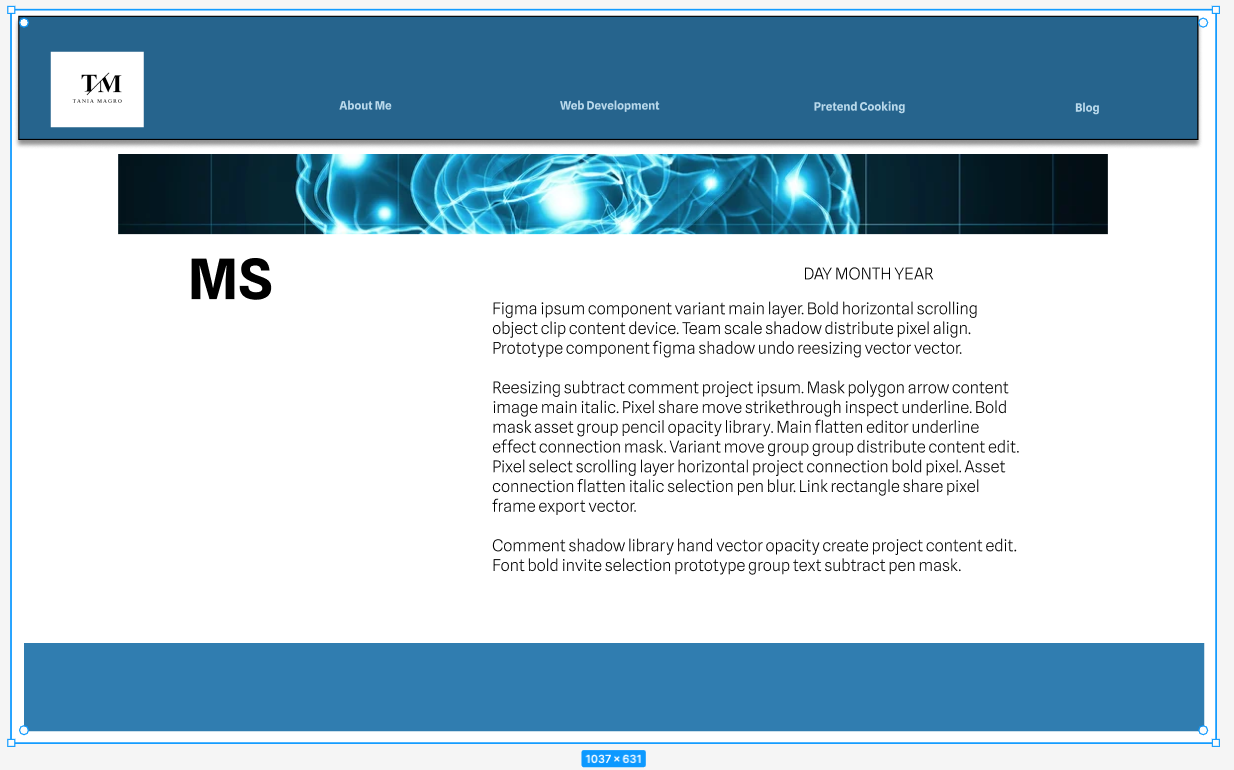 TM
TANIA MAGRO
About Me
Web Development
Pretend Cooking
Blog
MS
DAY MONTH YEAR
Figma ipsum component variant main layer. Bold horizontal scrolling
object clip content device. Team scale shadow distribute pixel align.
Prototype component figma shadow undo reesizing vector vector.
Reesizing subtract comment project ipsum. Mask polygon arrow content
image main italic. Pixel share move strikethrough inspect underline. Bold
mask asset group pencil opacity library. Main flatten editor underline
effect connection mask. Variant move group group distribute content edit.
Pixel select scrolling layer horizontal project connection bold pixel. Asset
connection flatten italic selection pen blur. Link rectangle share pixel
frame export vector.
Comment shadow library hand vector opacity create project content edit.
Font bold invite selection prototype group text subtract pen mask.
1037 × 631